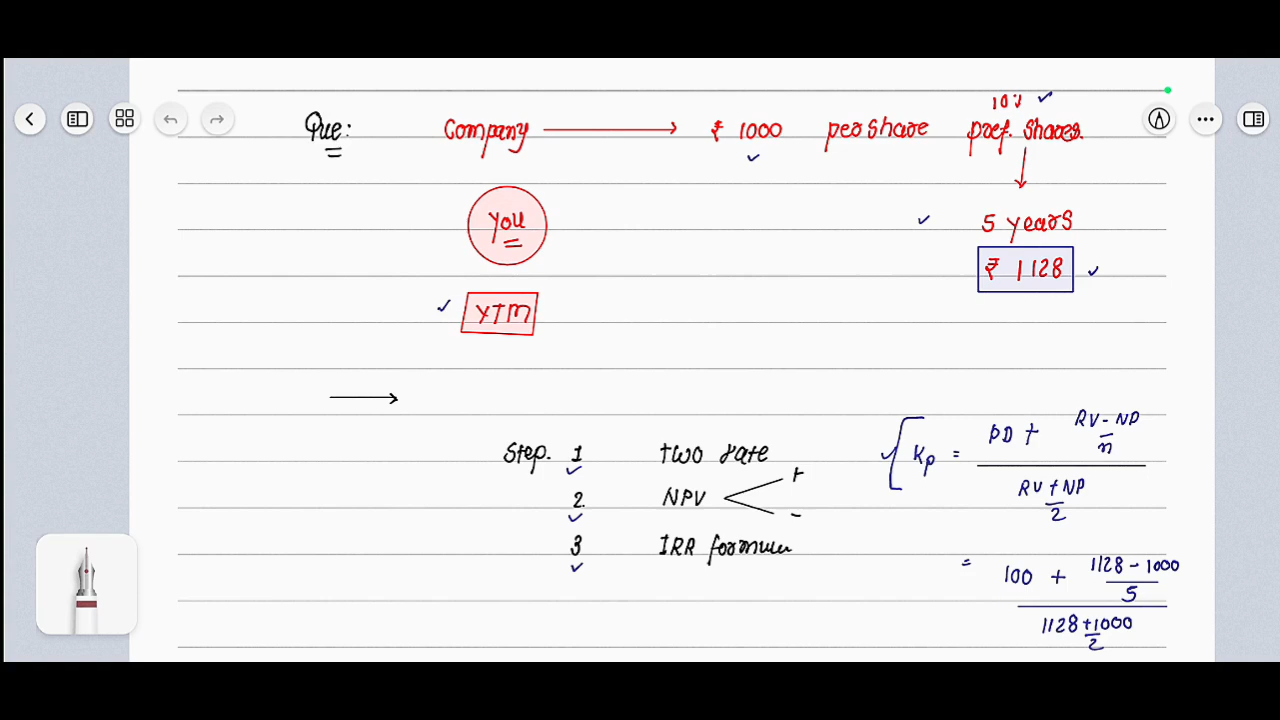 10%
Que: Company → ₹ 1000 per share pref. shares.
You
5 years
₹ 1128
YTM
Step. 1 two rate
2. NPV + -
3 IRR formula
Kp = PD + RV - NP / n
RV + NP / 2
= 100 + 1128 - 1000 / 5
1128 + 1000 / 2